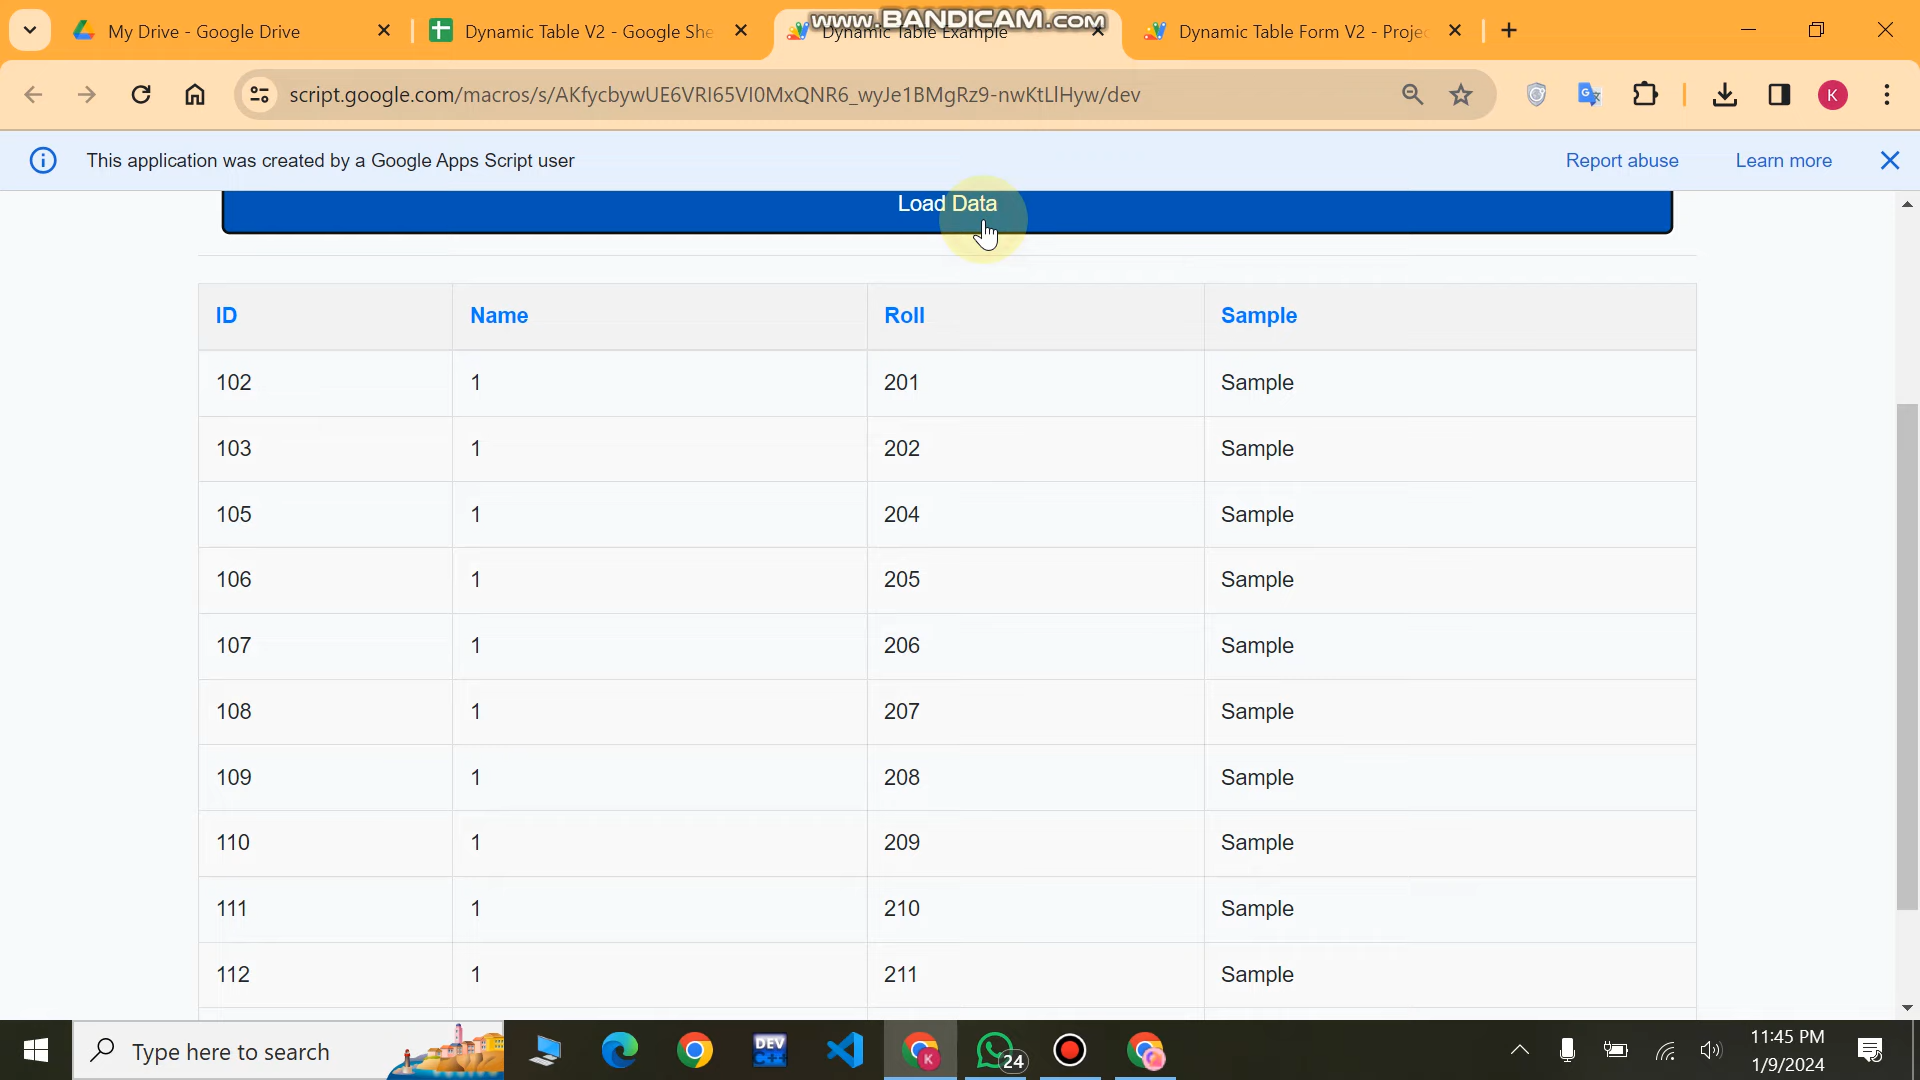 www.BANDICAM.com
My Drive - Google Drive
Dynamic Table V2 - Google She
Dynamic Table Example
Dynamic Table Form V2 - Projec
script.google.com/macros/s/AKfycbywUE6VRI65VI0MxQNR6_wyJe1BMgRz9-nwKtLlHyw/dev
K
This application was created by a Google Apps Script user
Report abuse
Learn more
Load Data
ID Name Roll Sample
102 1 201 Sample
103 1 202 Sample
105 1 204 Sample
106 1 205 Sample
107 1 206 Sample
108 1 207 Sample
109 1 208 Sample
110 1 209 Sample
111 1 210 Sample
112 1 211 Sample
Type here to search
DEV C++
K
24
11:45 PM
1/9/2024